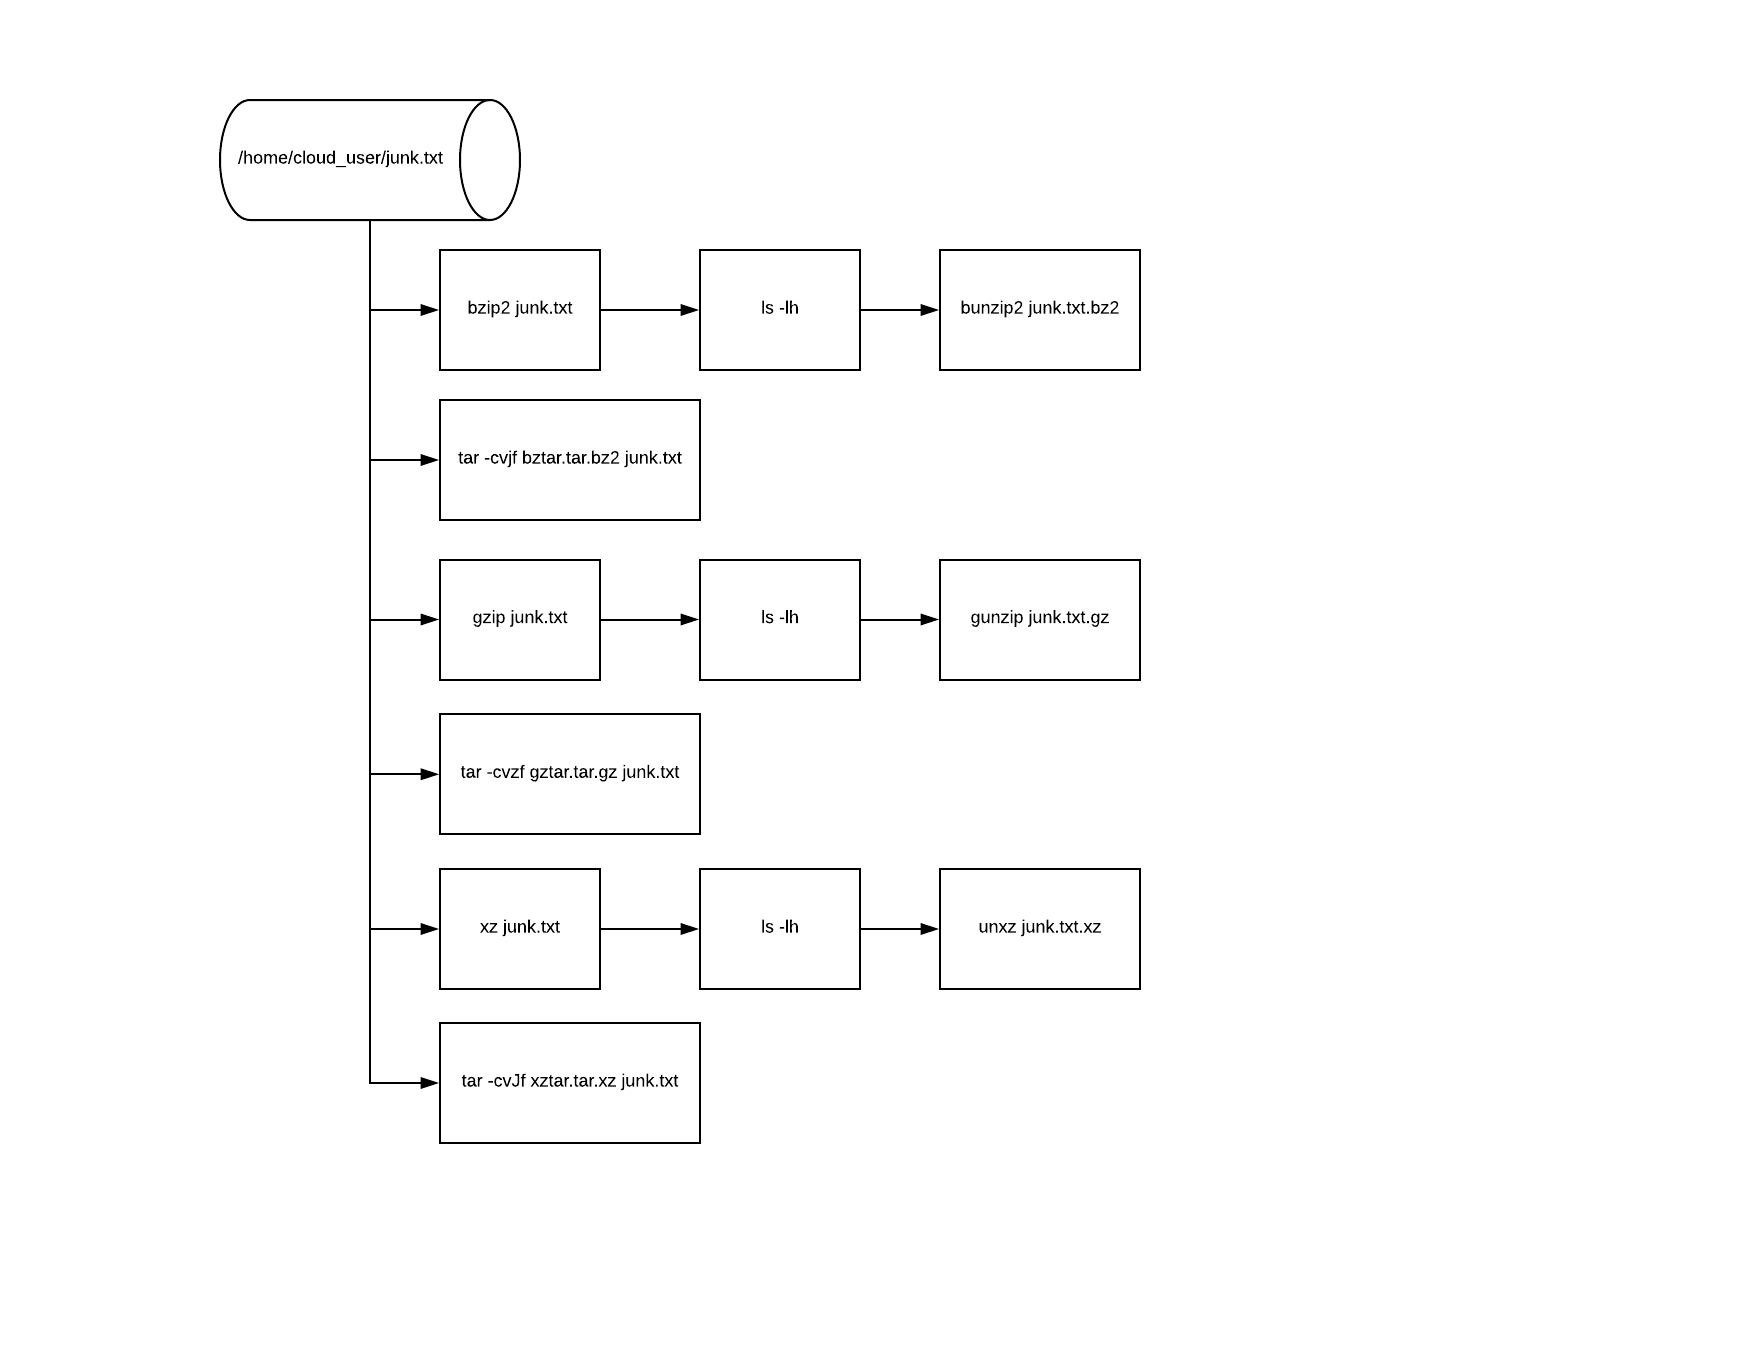 /home/cloud_user/junk.txt
bzip2 junk.txt
ls -lh
bunzip2 junk.txt.bz2
tar -cvjf bztar.tar.bz2 junk.txt
gzip junk.txt
ls -lh
gunzip junk.txt.gz
tar -cvzf gztar.tar.gz junk.txt
xz junk.txt
ls -lh
unxz junk.txt.xz
tar -cvJf xztar.tar.xz junk.txt